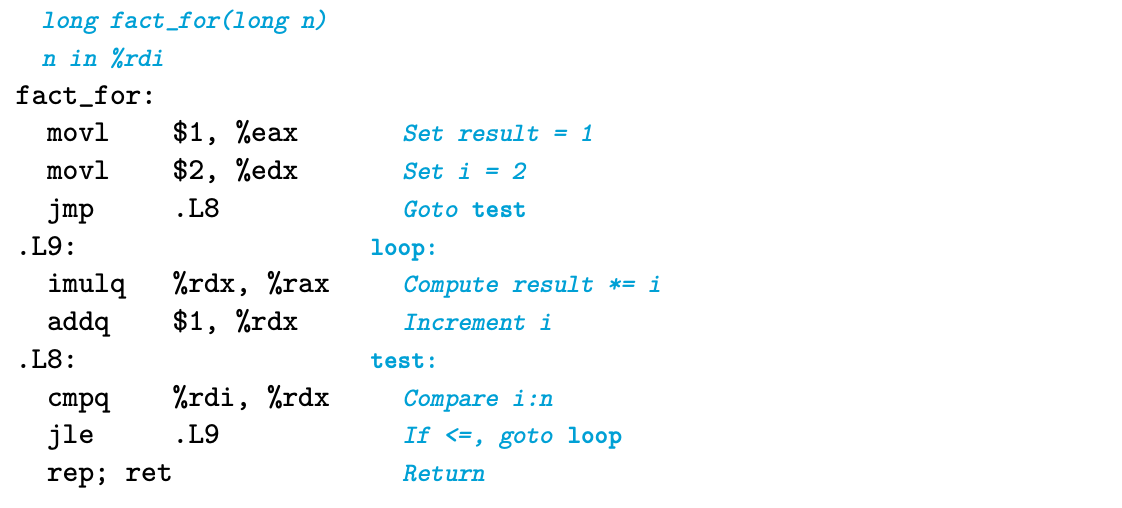 long fact_for(long n)
n in %rdi
fact_for:
movl $1, %eax Set result = 1
movl $2, %edx Set i = 2
jmp .L8 Goto test
.L9: loop:
imulq %rdx, %rax Compute result *= i
addq $1, %rdx Increment i
.L8: test:
cmpq %rdi, %rdx Compare i:n
jle .L9 If <=, goto loop
rep; ret Return